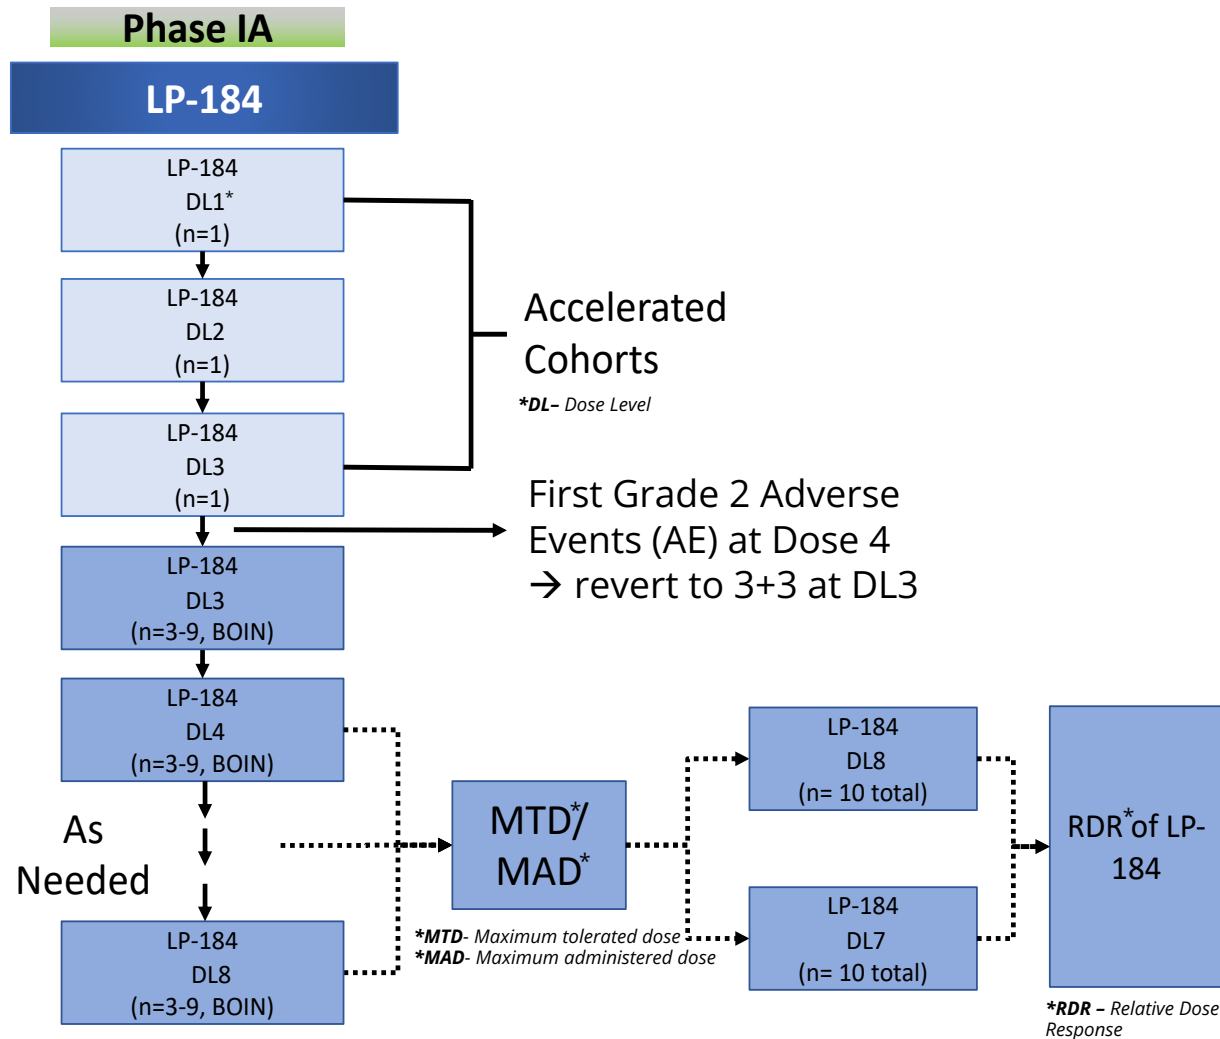 Phase IA
LP-184
LP-184
DL1*
(n=1)
LP-184
DL2
(n=1)
LP-184
DL3
(n=1)
Accelerated
Cohorts
*DL– Dose Level
First Grade 2 Adverse
Events (AE) at Dose 4
→ revert to 3+3 at DL3
LP-184
DL3
(n=3-9, BOIN)
LP-184
DL4
(n=3-9, BOIN)
As
Needed
LP-184
DL8
(n=3-9, BOIN)
MTD*/
MAD*
*MTD- Maximum tolerated dose
*MAD- Maximum administered dose
LP-184
DL8
(n= 10 total)
LP-184
DL7
(n= 10 total)
RDR*of LP-
184
*RDR – Relative Dose
Response